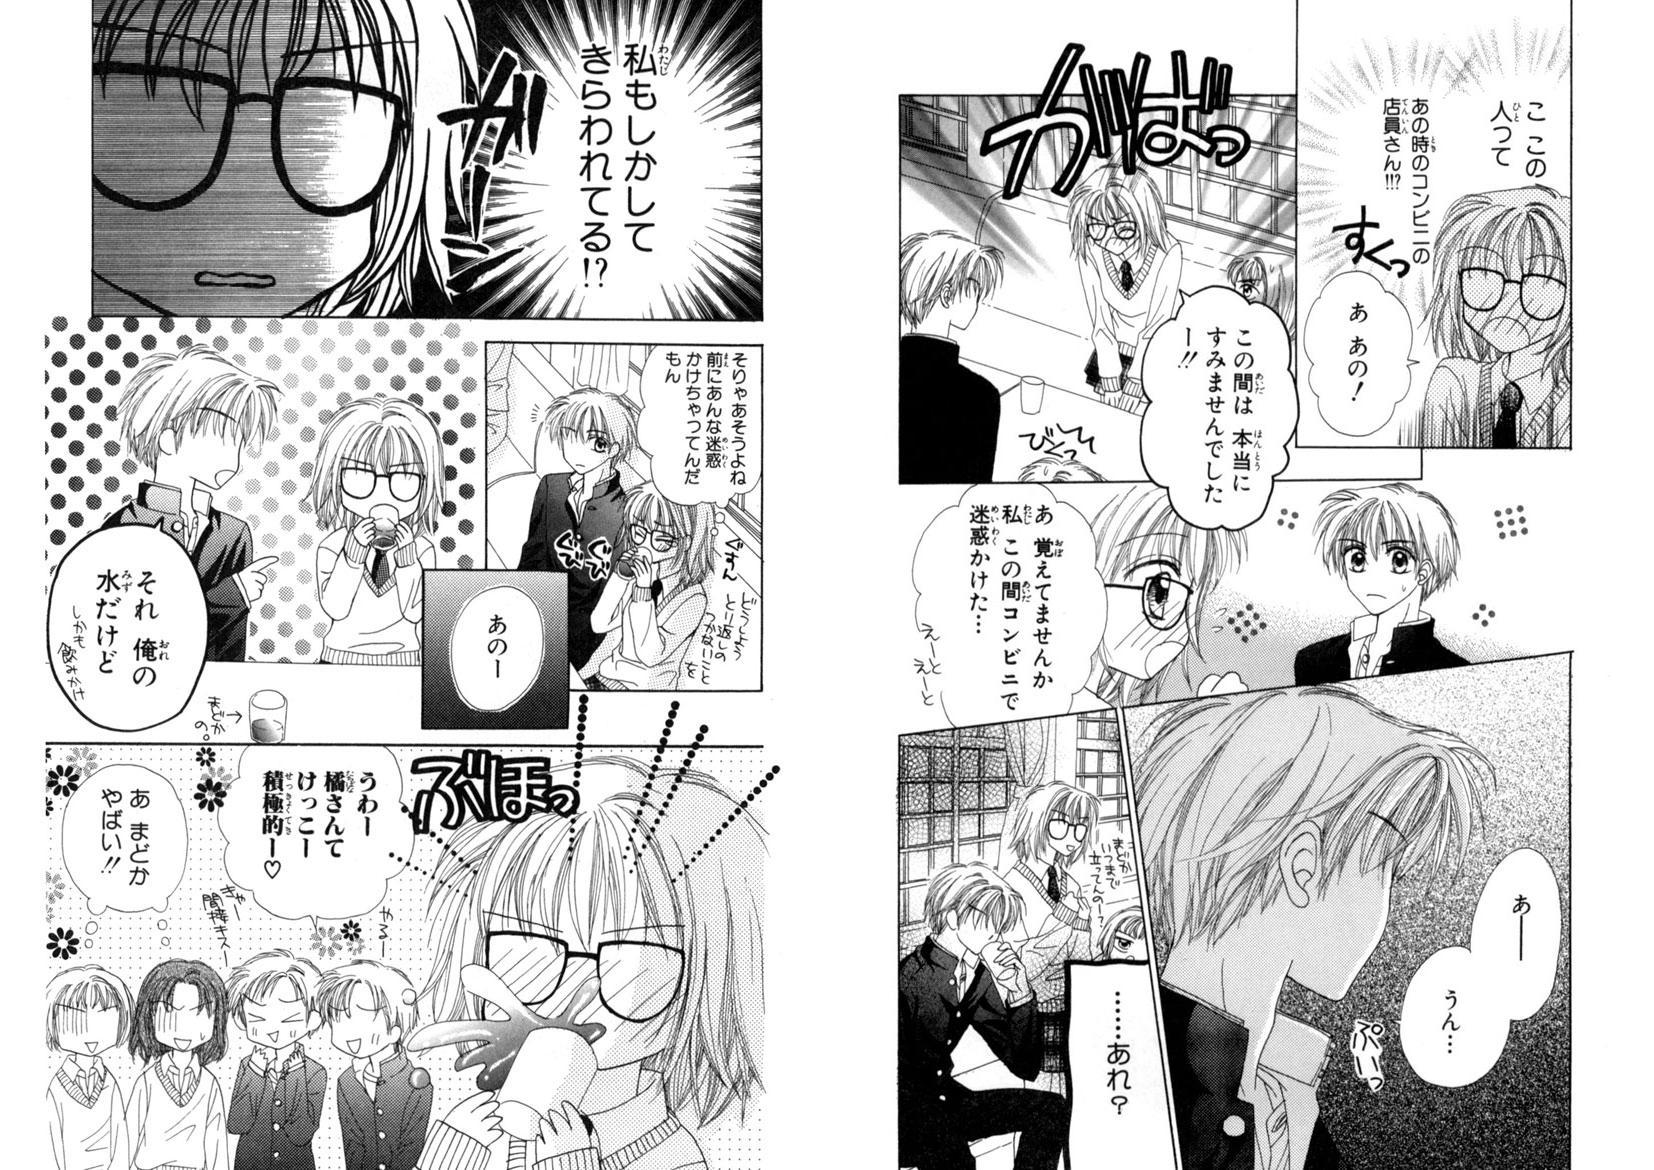 こ この
人って
あの時のコンビニの
店員さん!!?
すくっ
あ あの!
がばっ
この間は 本当に
すみませんでした
ー!!
びくっ
あ 覚えてませんか
私 この間コンビニで
迷惑かけた…
えーと
えーと
あー
うん…
ぷいっ
まどか
いつまで
立ってんのー?
……あれ?
私もしかして
きらわれてる!?
ガーン
そりゃあそうよね
前にあんな迷惑
かけちゃってんだ
もん
ぐすん
どうしよう
とり返しの
つかないこと
を
ぐびぐび
あのー
それ 俺の
水だけど
しかも
飲みかけ
まどか
の。→
ぶほっ
うわー
橘さんて
けっこー
積極的ー♡
やるー
きゃー
間接キスー
あ まどか
やばい!!